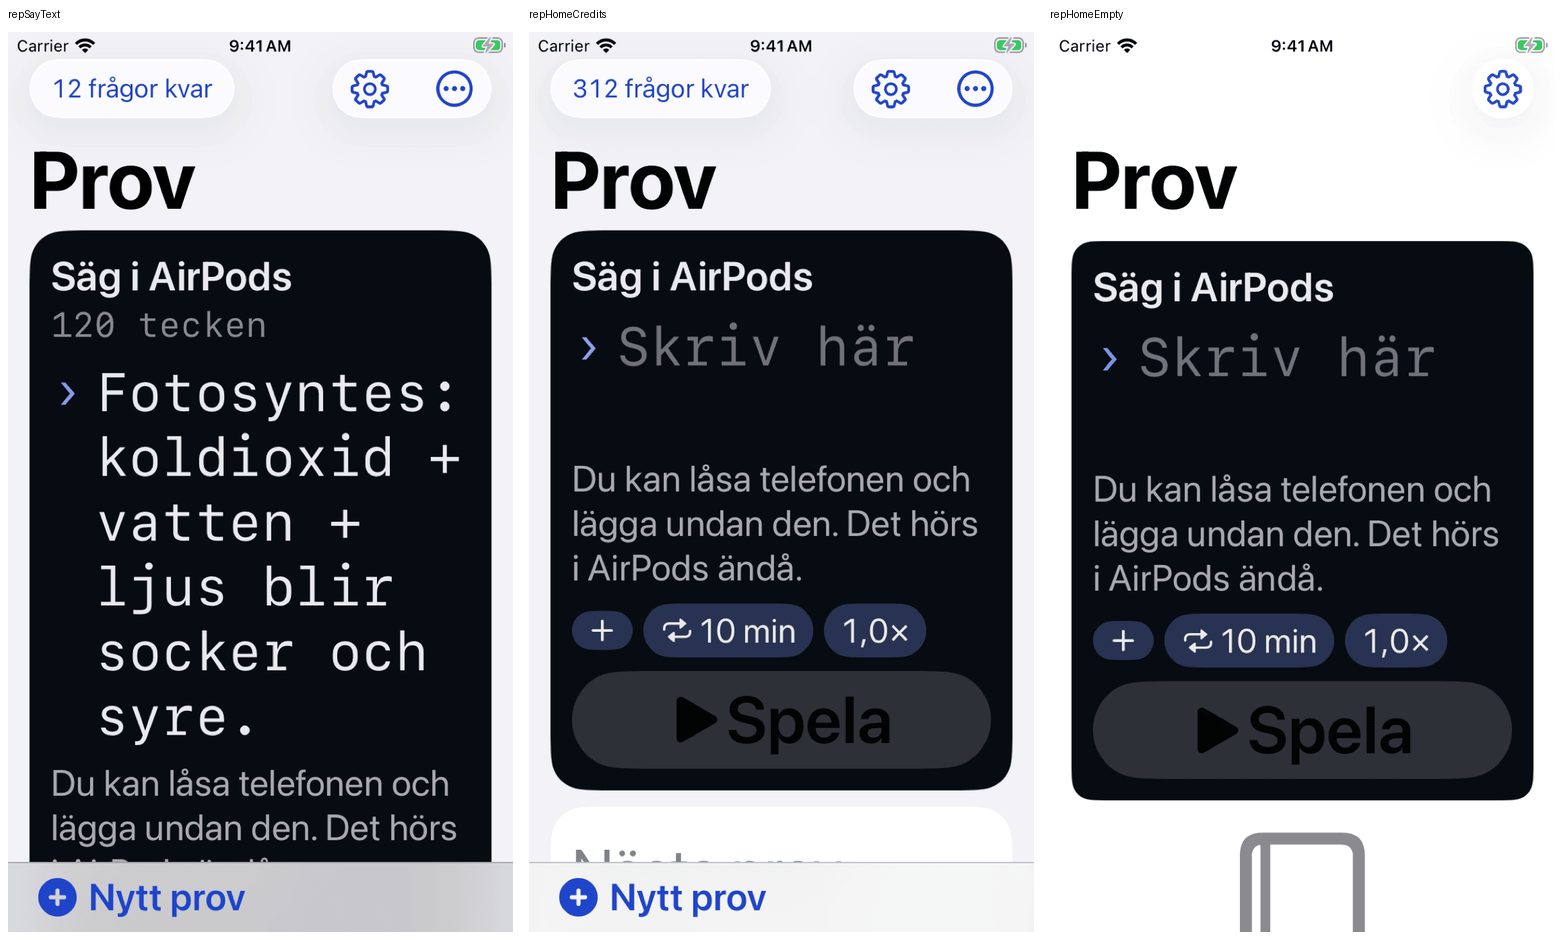 repSayText
Carrier 9:41 AM
12 frågor kvar
Prov
Säg i AirPods
120 tecken
› Fotosyntes:
koldioxid +
vatten +
ljus blir
socker och
syre.
Du kan låsa telefonen och
lägga undan den. Det hörs
Nytt prov
repHomeCredits
Carrier 9:41 AM
312 frågor kvar
Prov
Säg i AirPods
› Skriv här
Du kan låsa telefonen och
lägga undan den. Det hörs
i AirPods ändå.
+ 10 min 1,0×
Spela
Nytt prov
repHomeEmpty
Carrier 9:41 AM
Prov
Säg i AirPods
› Skriv här
Du kan låsa telefonen och
lägga undan den. Det hörs
i AirPods ändå.
+ 10 min 1,0×
Spela